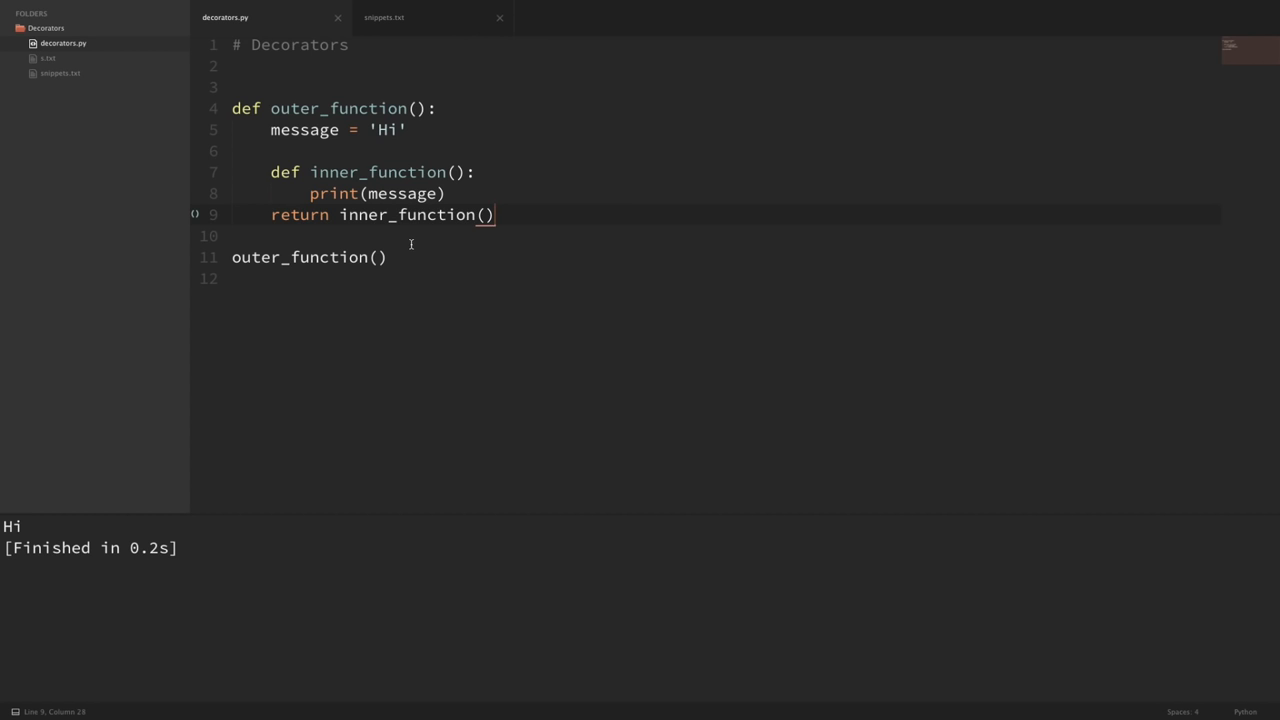 FOLDERS
Decorators
decorators.py
s.txt
snippets.txt
decorators.py
snippets.txt
1 # Decorators
2
3
4 def outer_function():
5     message = 'Hi'
6
7     def inner_function():
8         print(message)
9     return inner_function()
10
11 outer_function()
12
Hi
[Finished in 0.2s]
Line 9, Column 28
Spaces: 4
Python